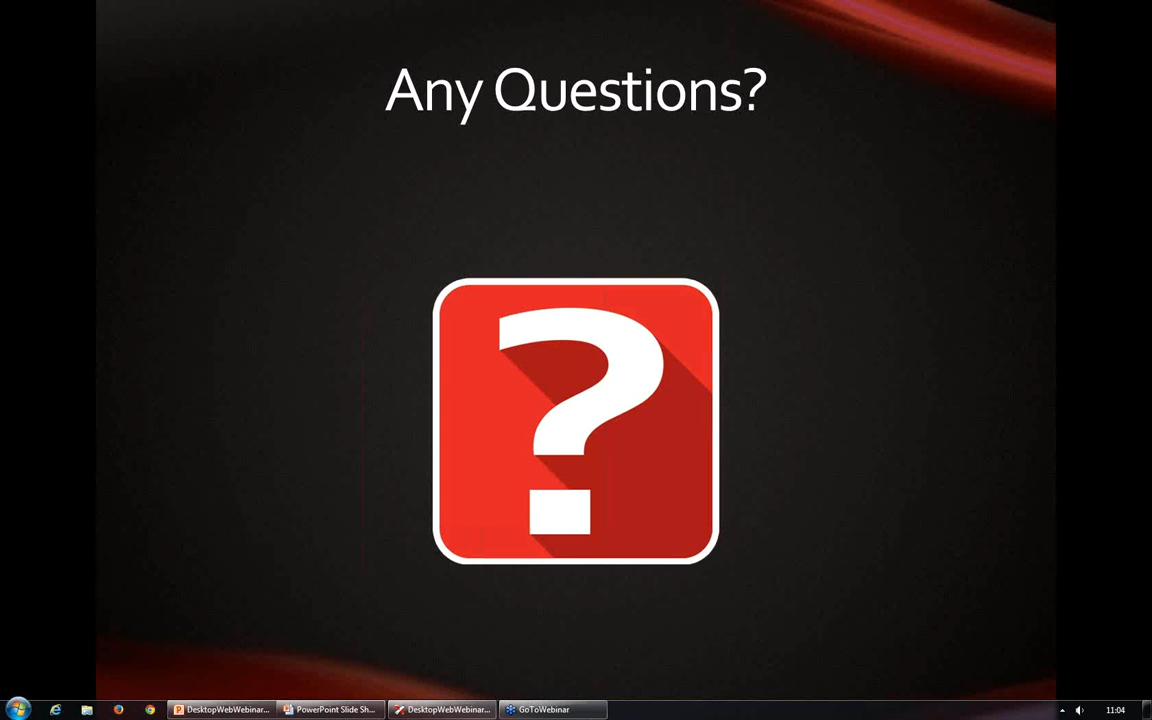 Any Questions?
?
DesktopWebWebinar...
PowerPoint Slide Sh...
DesktopWebWebinar...
GoToWebinar
11:04